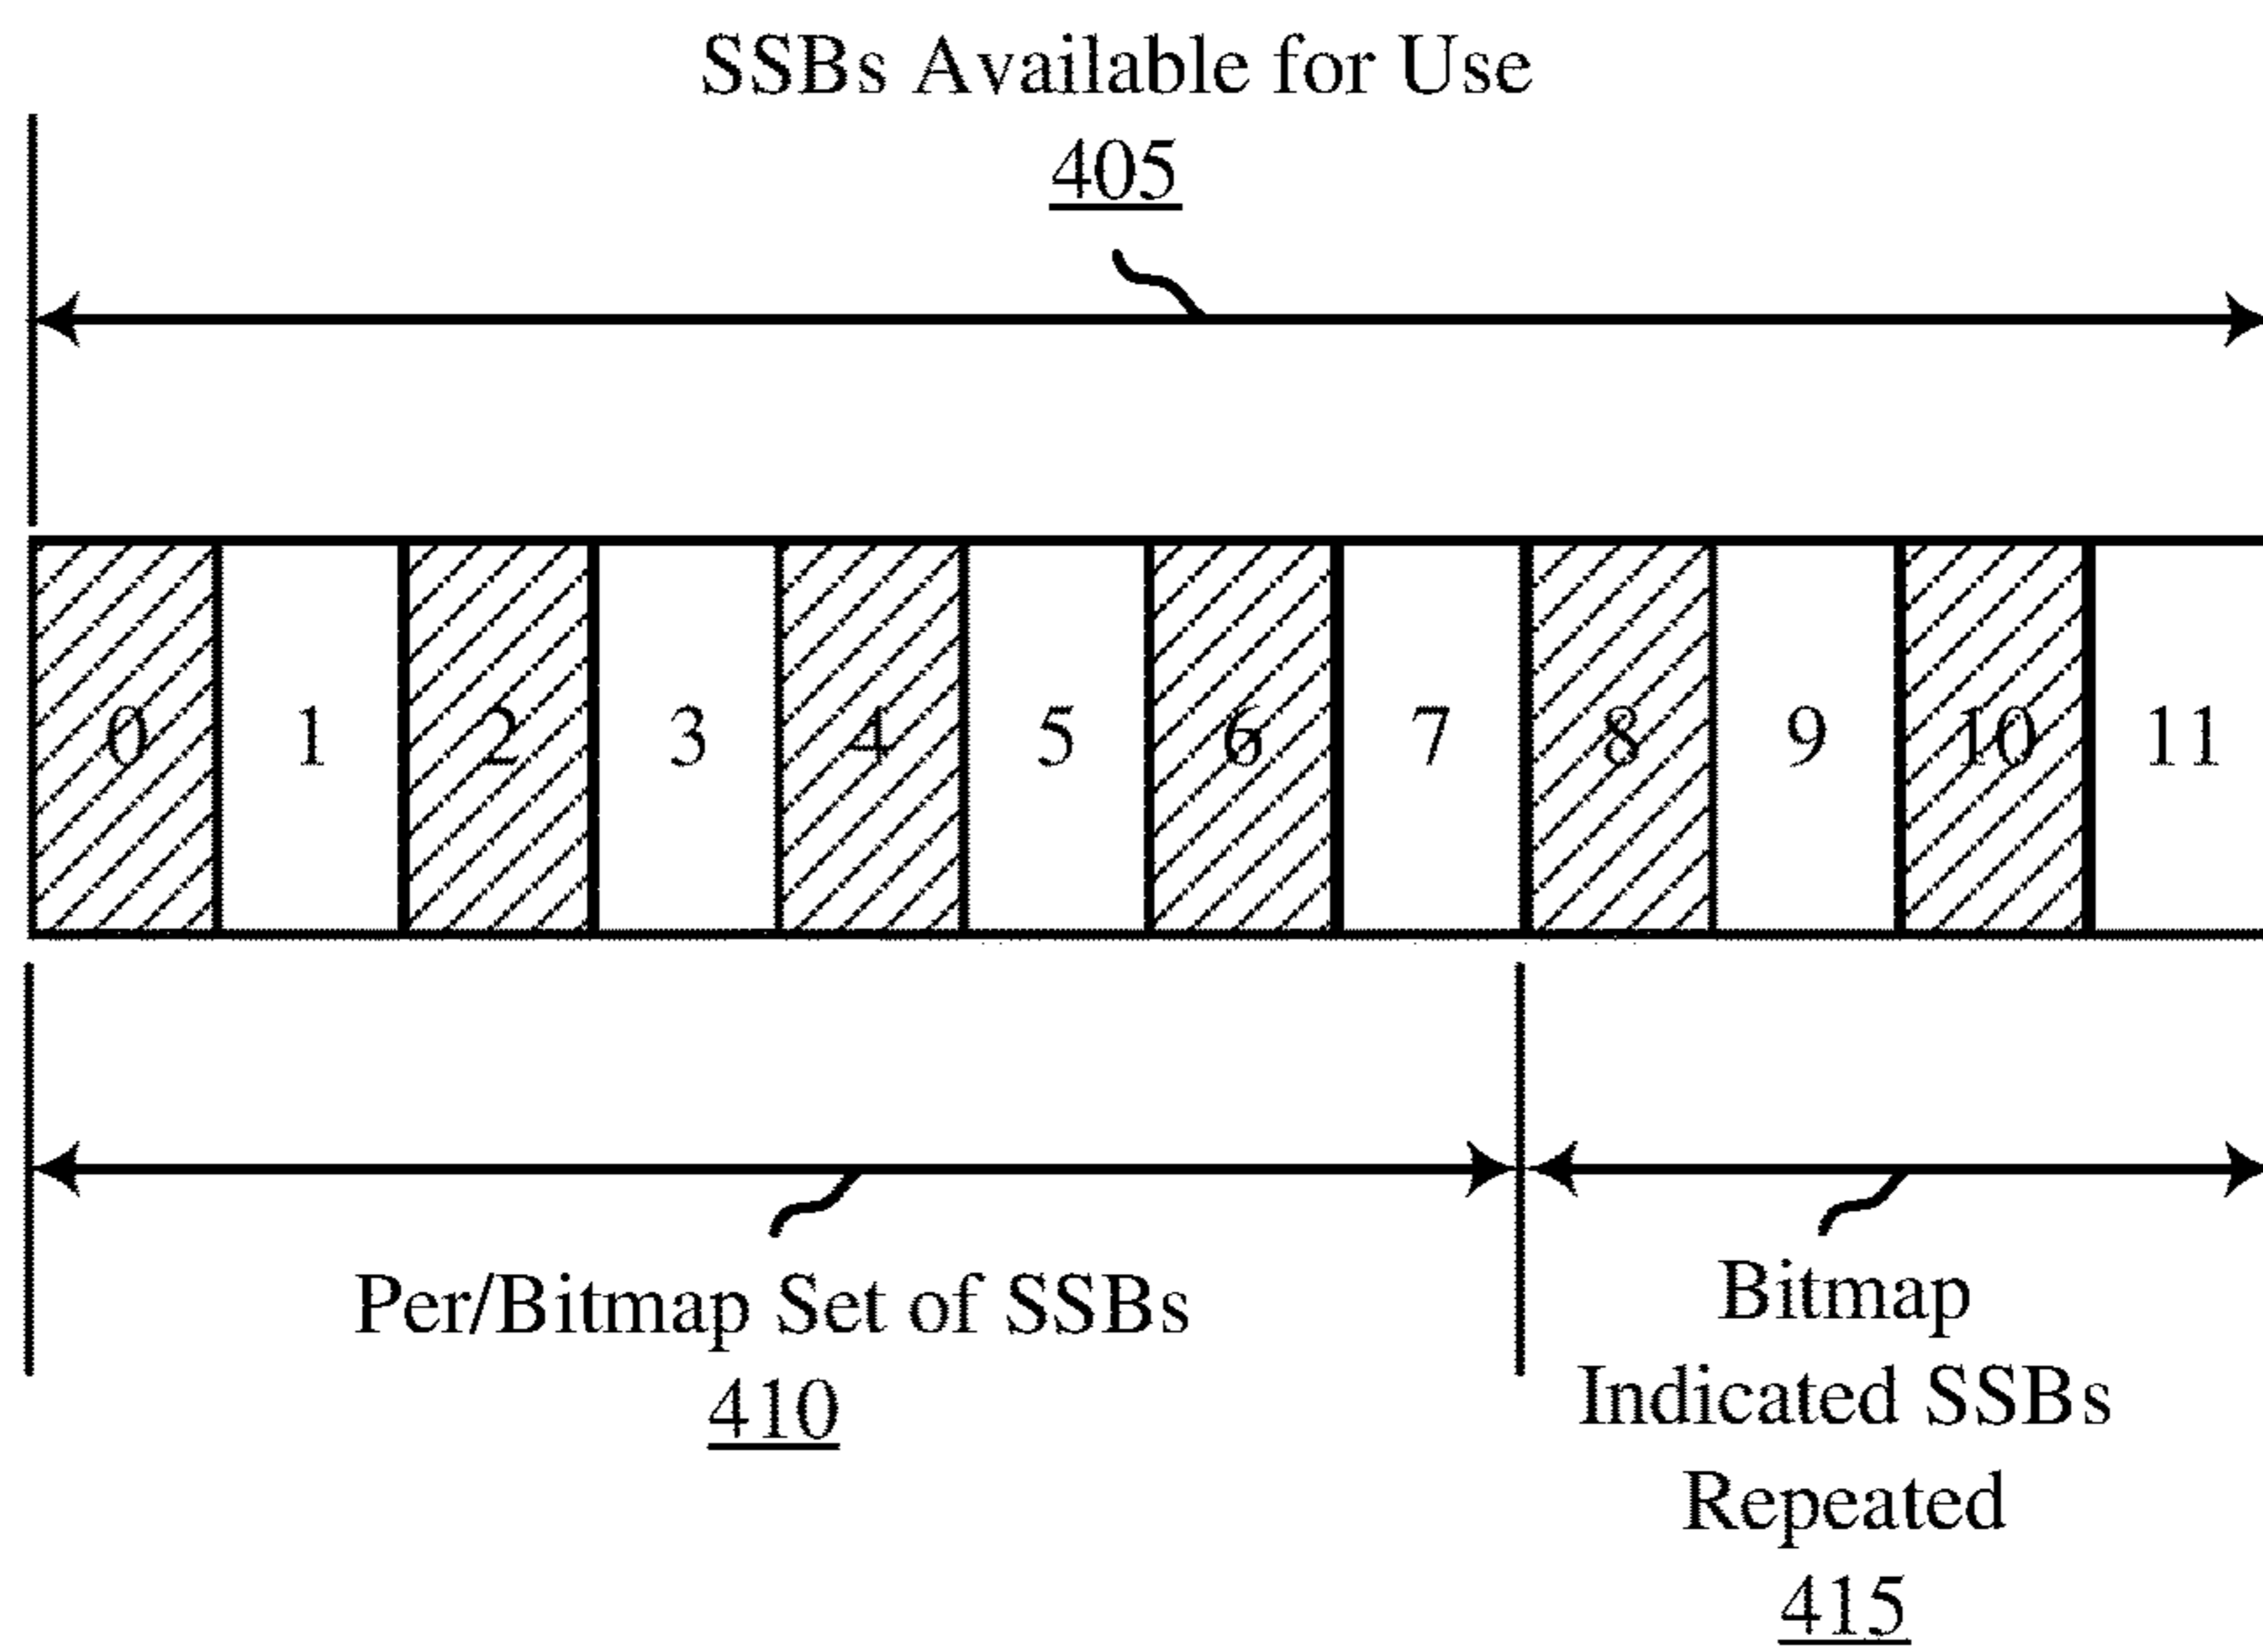 SSBs Available for Use
405
0 1 2 3 4 5 6 7 8 9 10 11
Per/Bitmap Set of SSBs
410
Bitmap
Indicated SSBs
Repeated
415